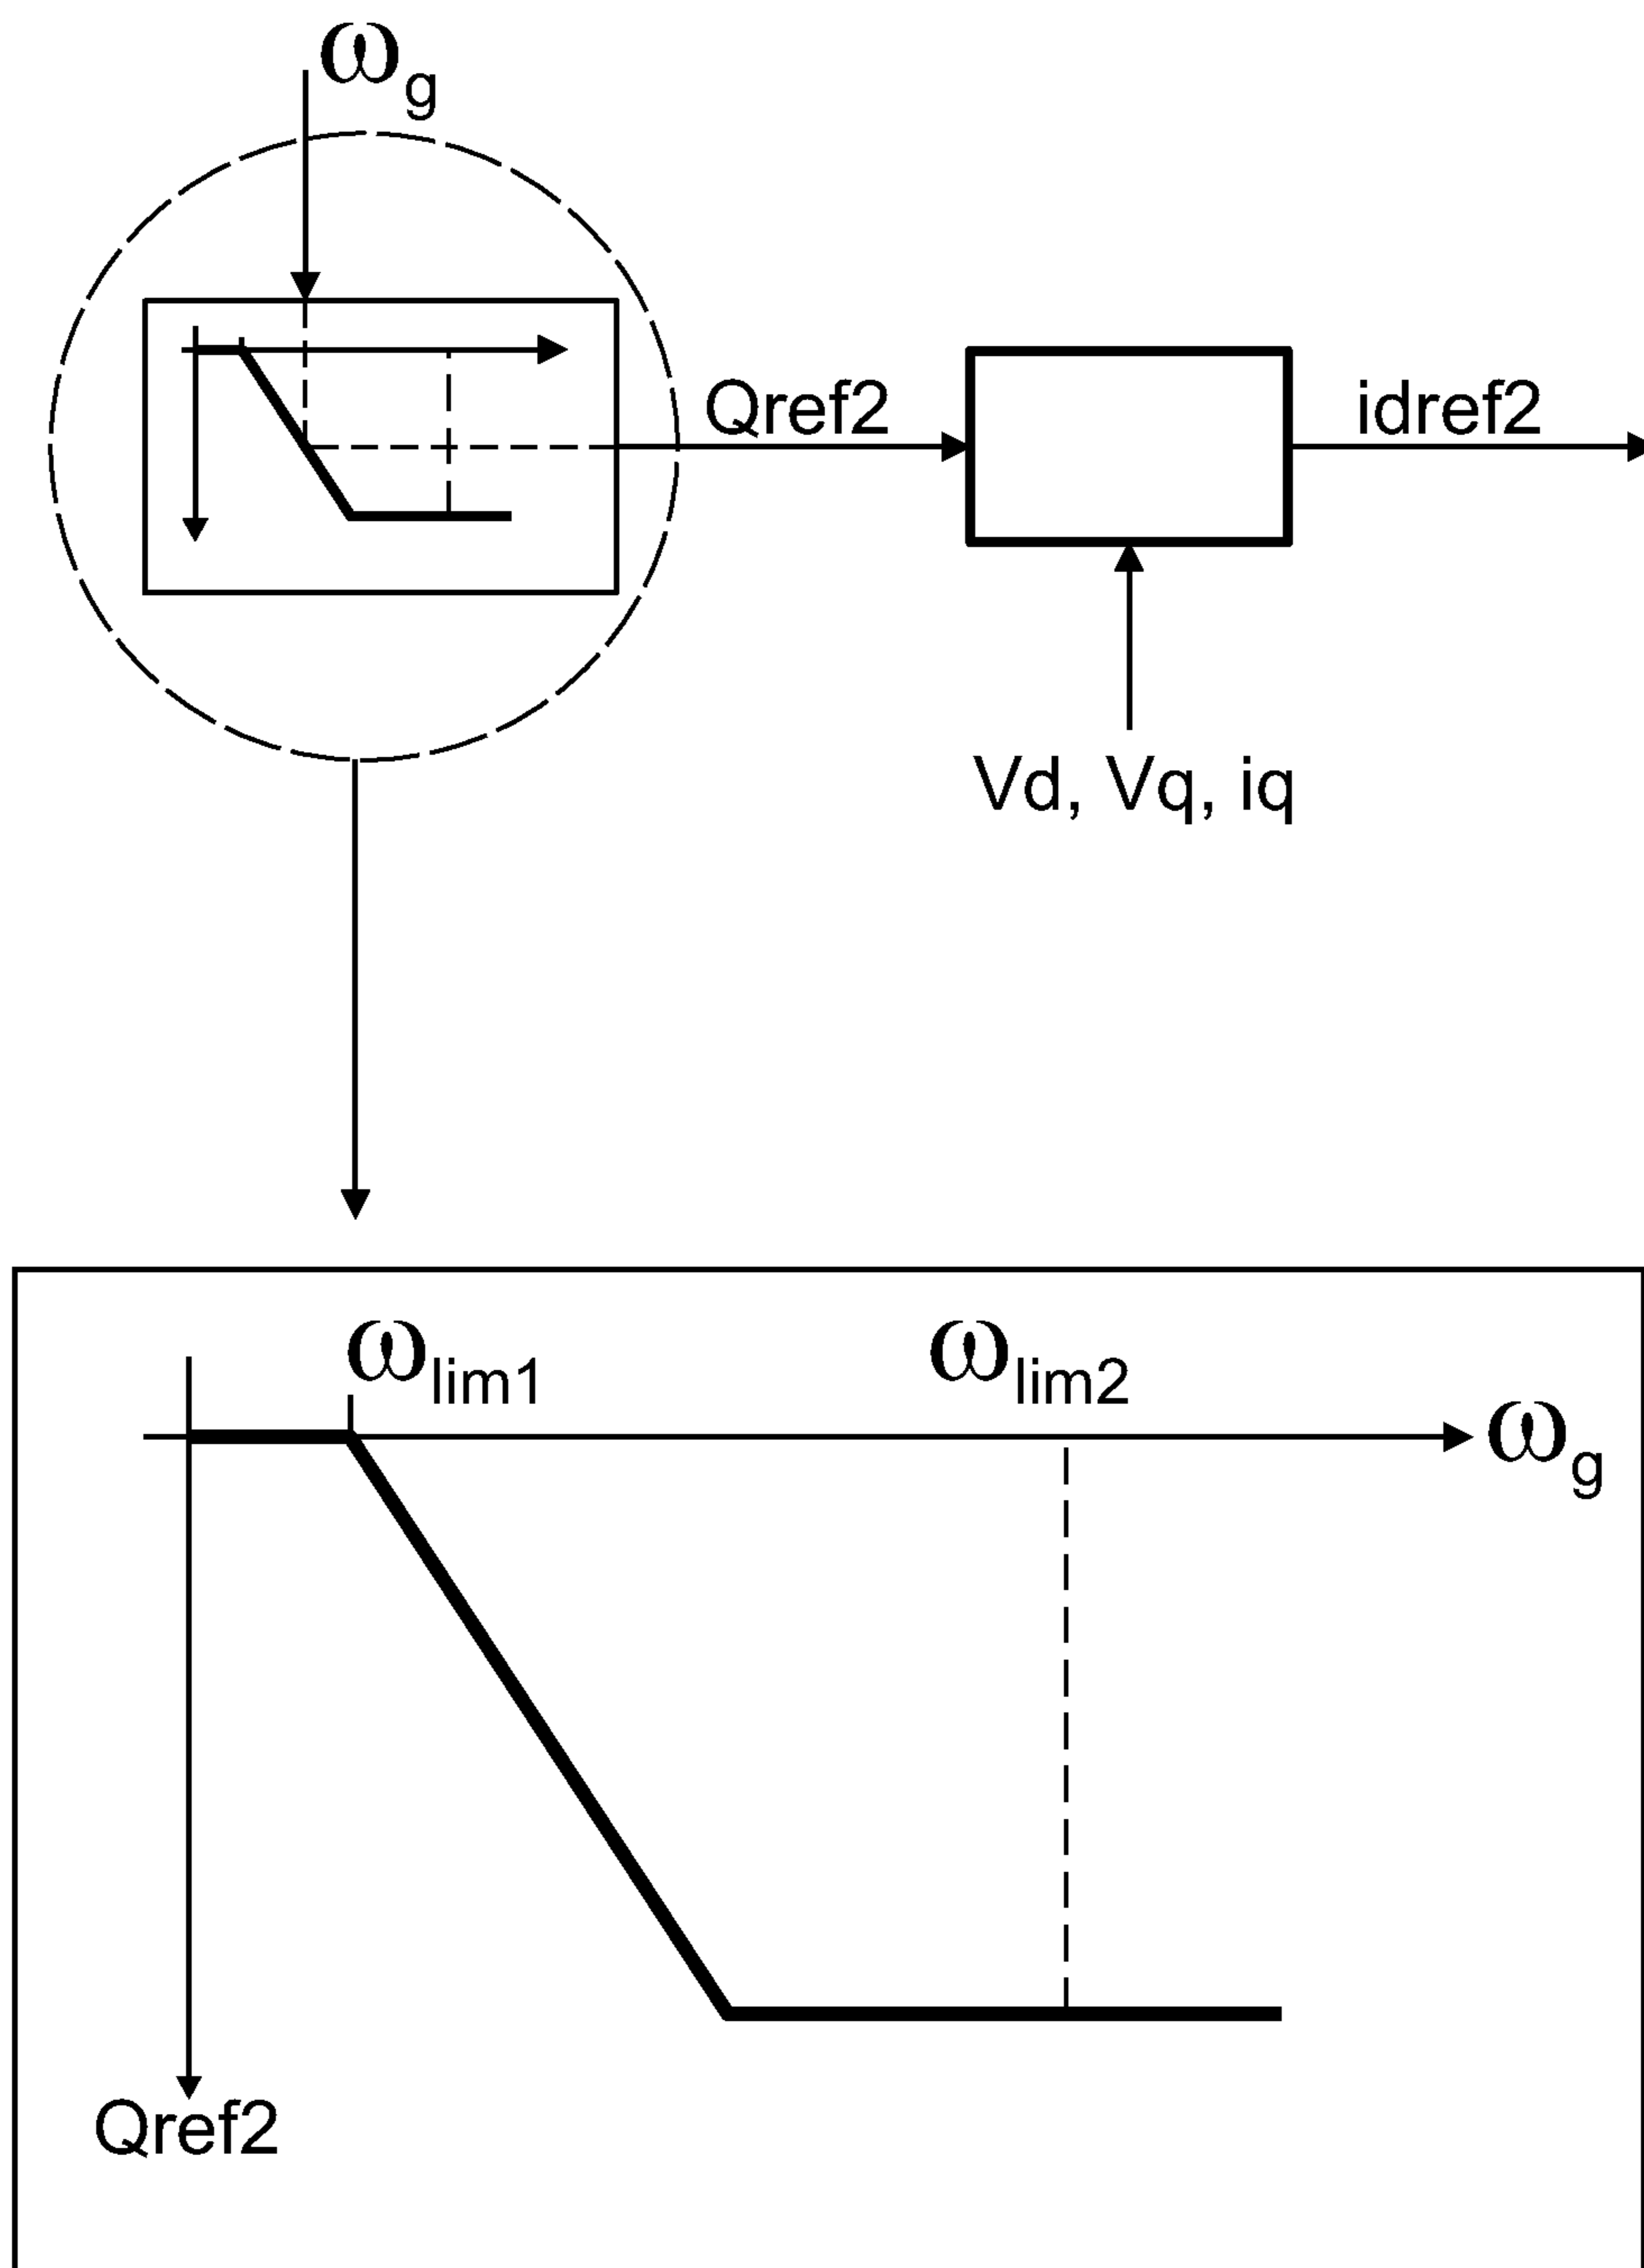 ωg
Qref2
idref2
Vd, Vq, iq
ωlim1
ωlim2
ωg
Qref2